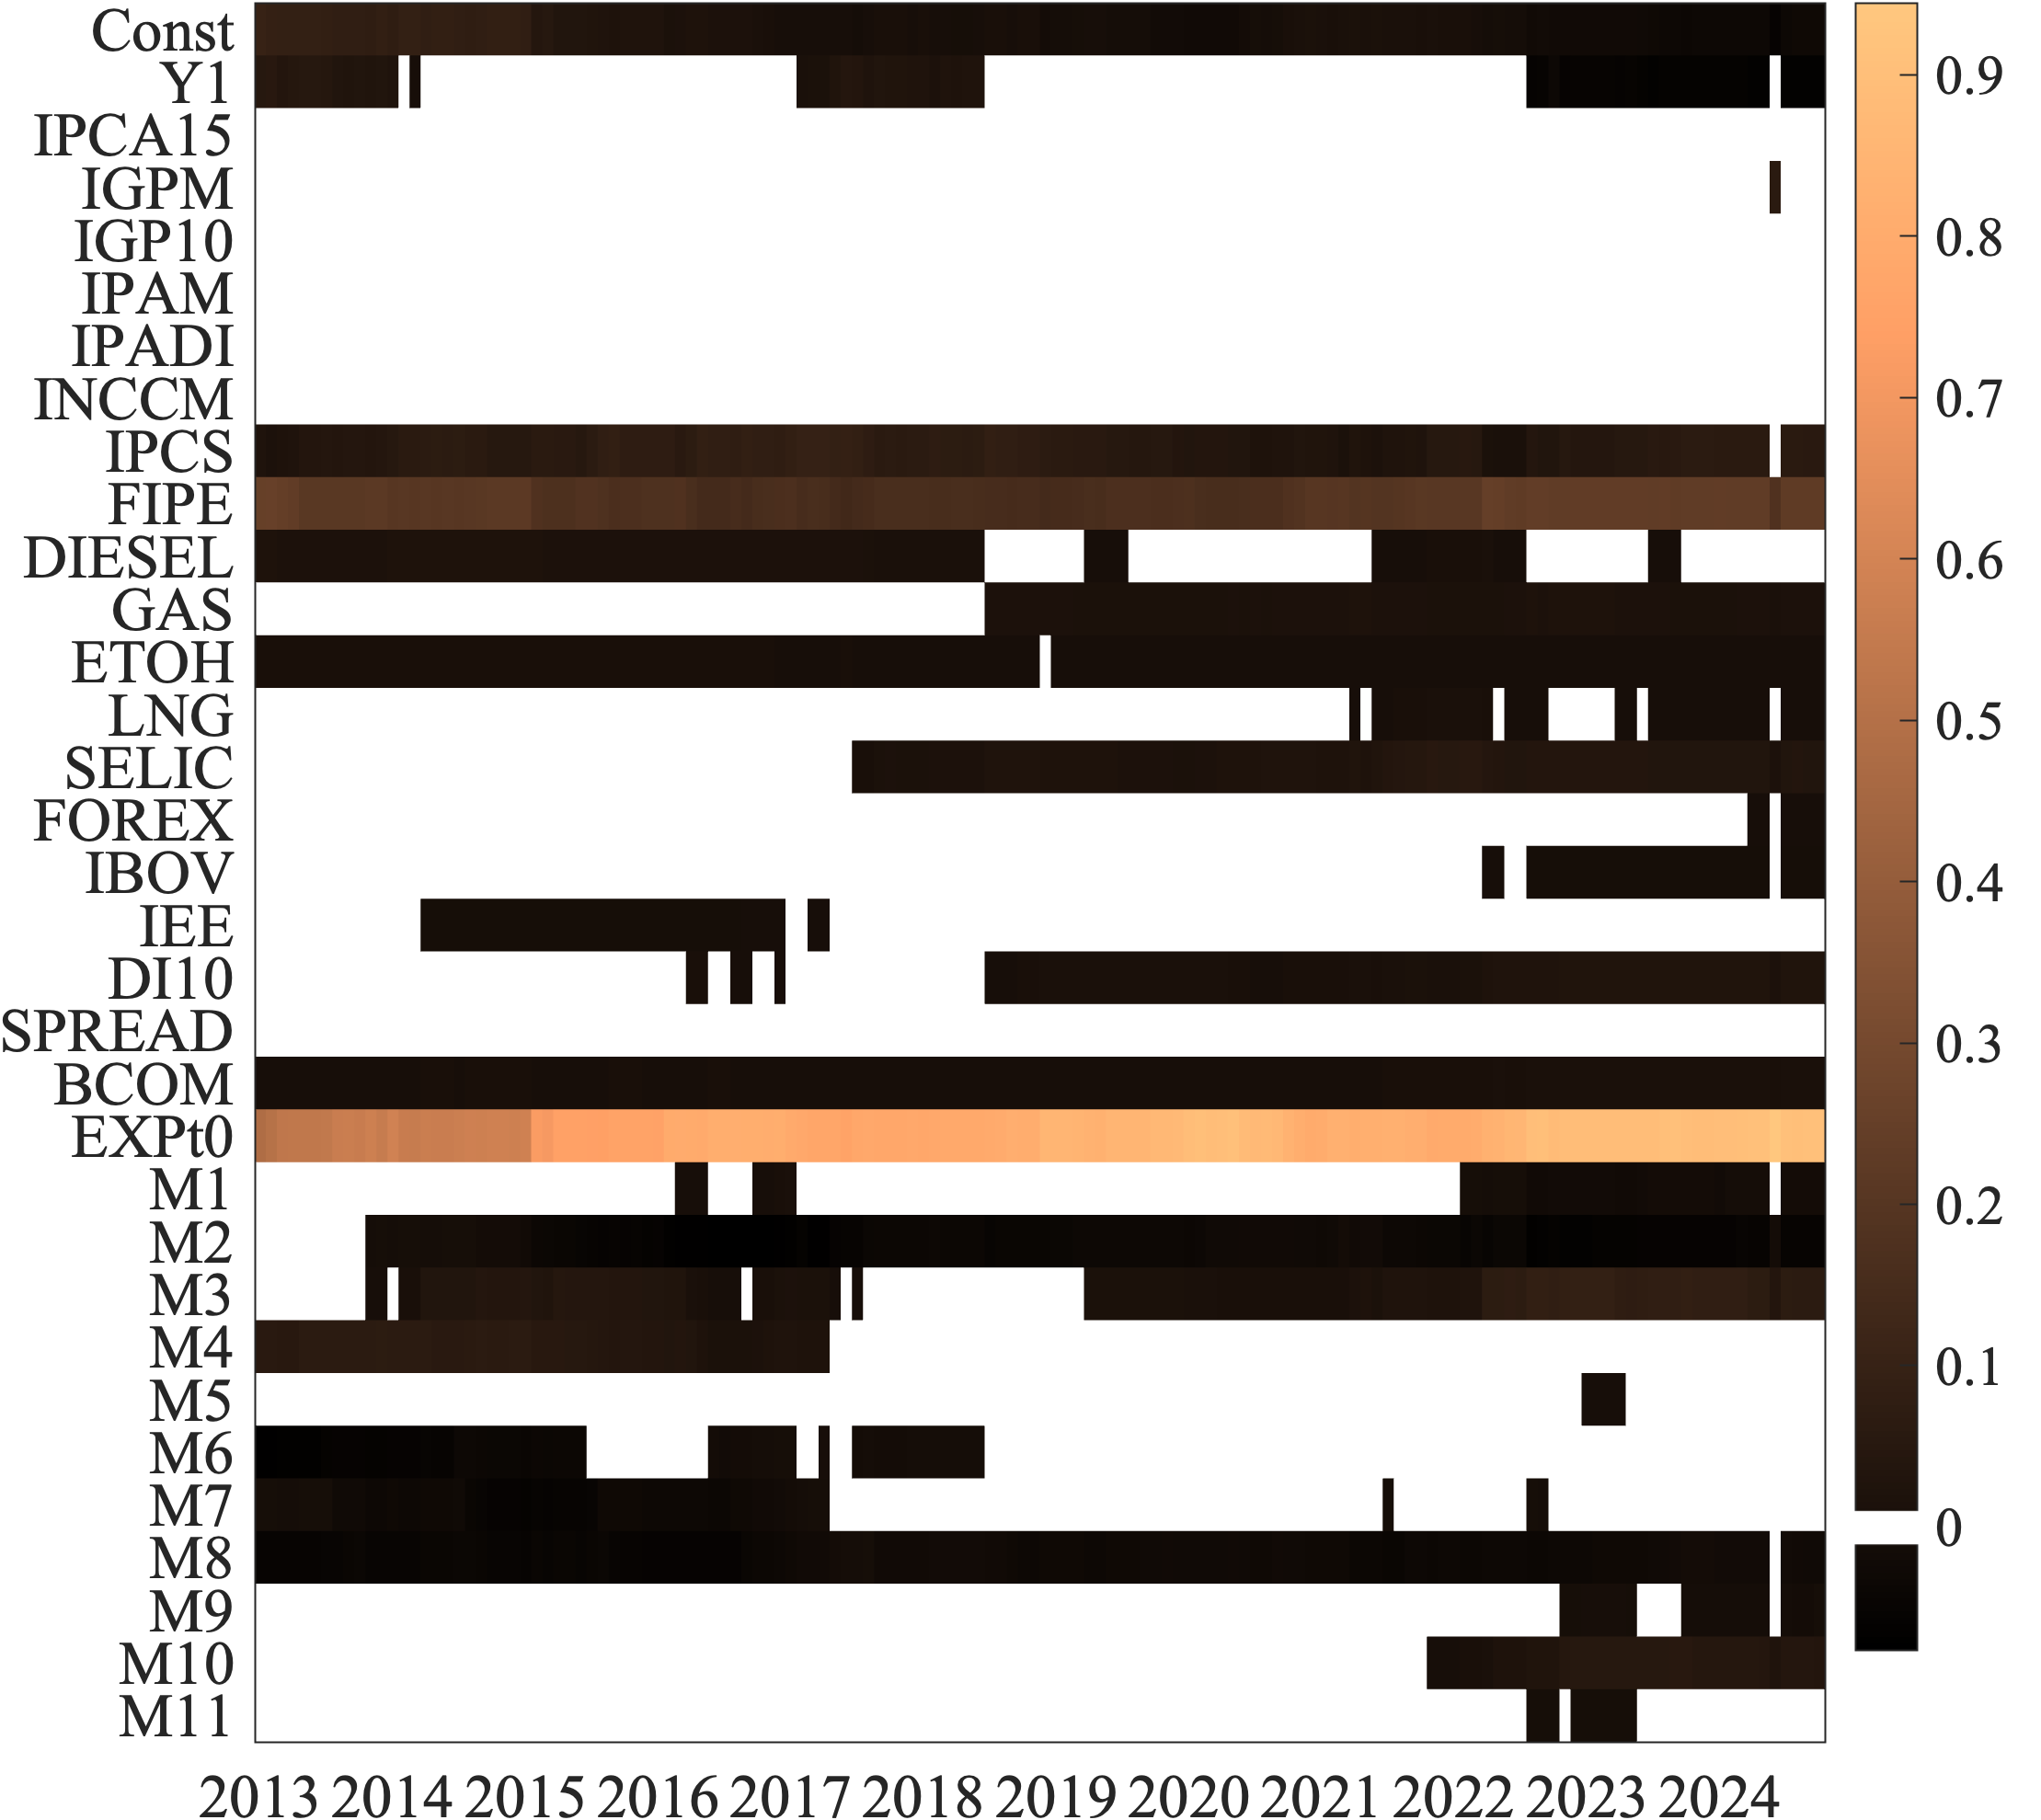 Const
Y1
IPCA15
IGPM
IGP10
IPAM
IPADI
INCCM
IPCS
FIPE
DIESEL
GAS
ETOH
LNG
SELIC
FOREX
IBOV
IEE
DI10
SPREAD
BCOM
EXPt0
M1
M2
M3
M4
M5
M6
M7
M8
M9
M10
M11
2013 2014 2015 2016 2017 2018 2019 2020 2021 2022 2023 2024
0.9
0.8
0.7
0.6
0.5
0.4
0.3
0.2
0.1
0